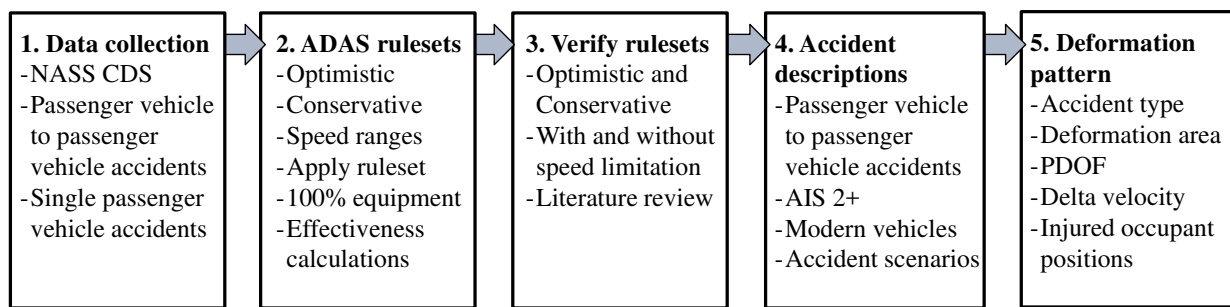 1. Data collection
-NASS CDS
-Passenger vehicle
to passenger
vehicle accidents
-Single passenger
vehicle accidents
2. ADAS rulesets
-Optimistic
-Conservative
-Speed ranges
-Apply ruleset
-100% equipment
-Effectiveness
calculations
3. Verify rulesets
-Optimistic and
Conservative
-With and without
speed limitation
-Literature review
4. Accident
descriptions
-Passenger vehicle
to passenger
vehicle accidents
-AIS 2+
-Modern vehicles
-Accident scenarios
5. Deformation
pattern
-Accident type
-Deformation area
-PDOF
-Delta velocity
-Injured occupant
positions